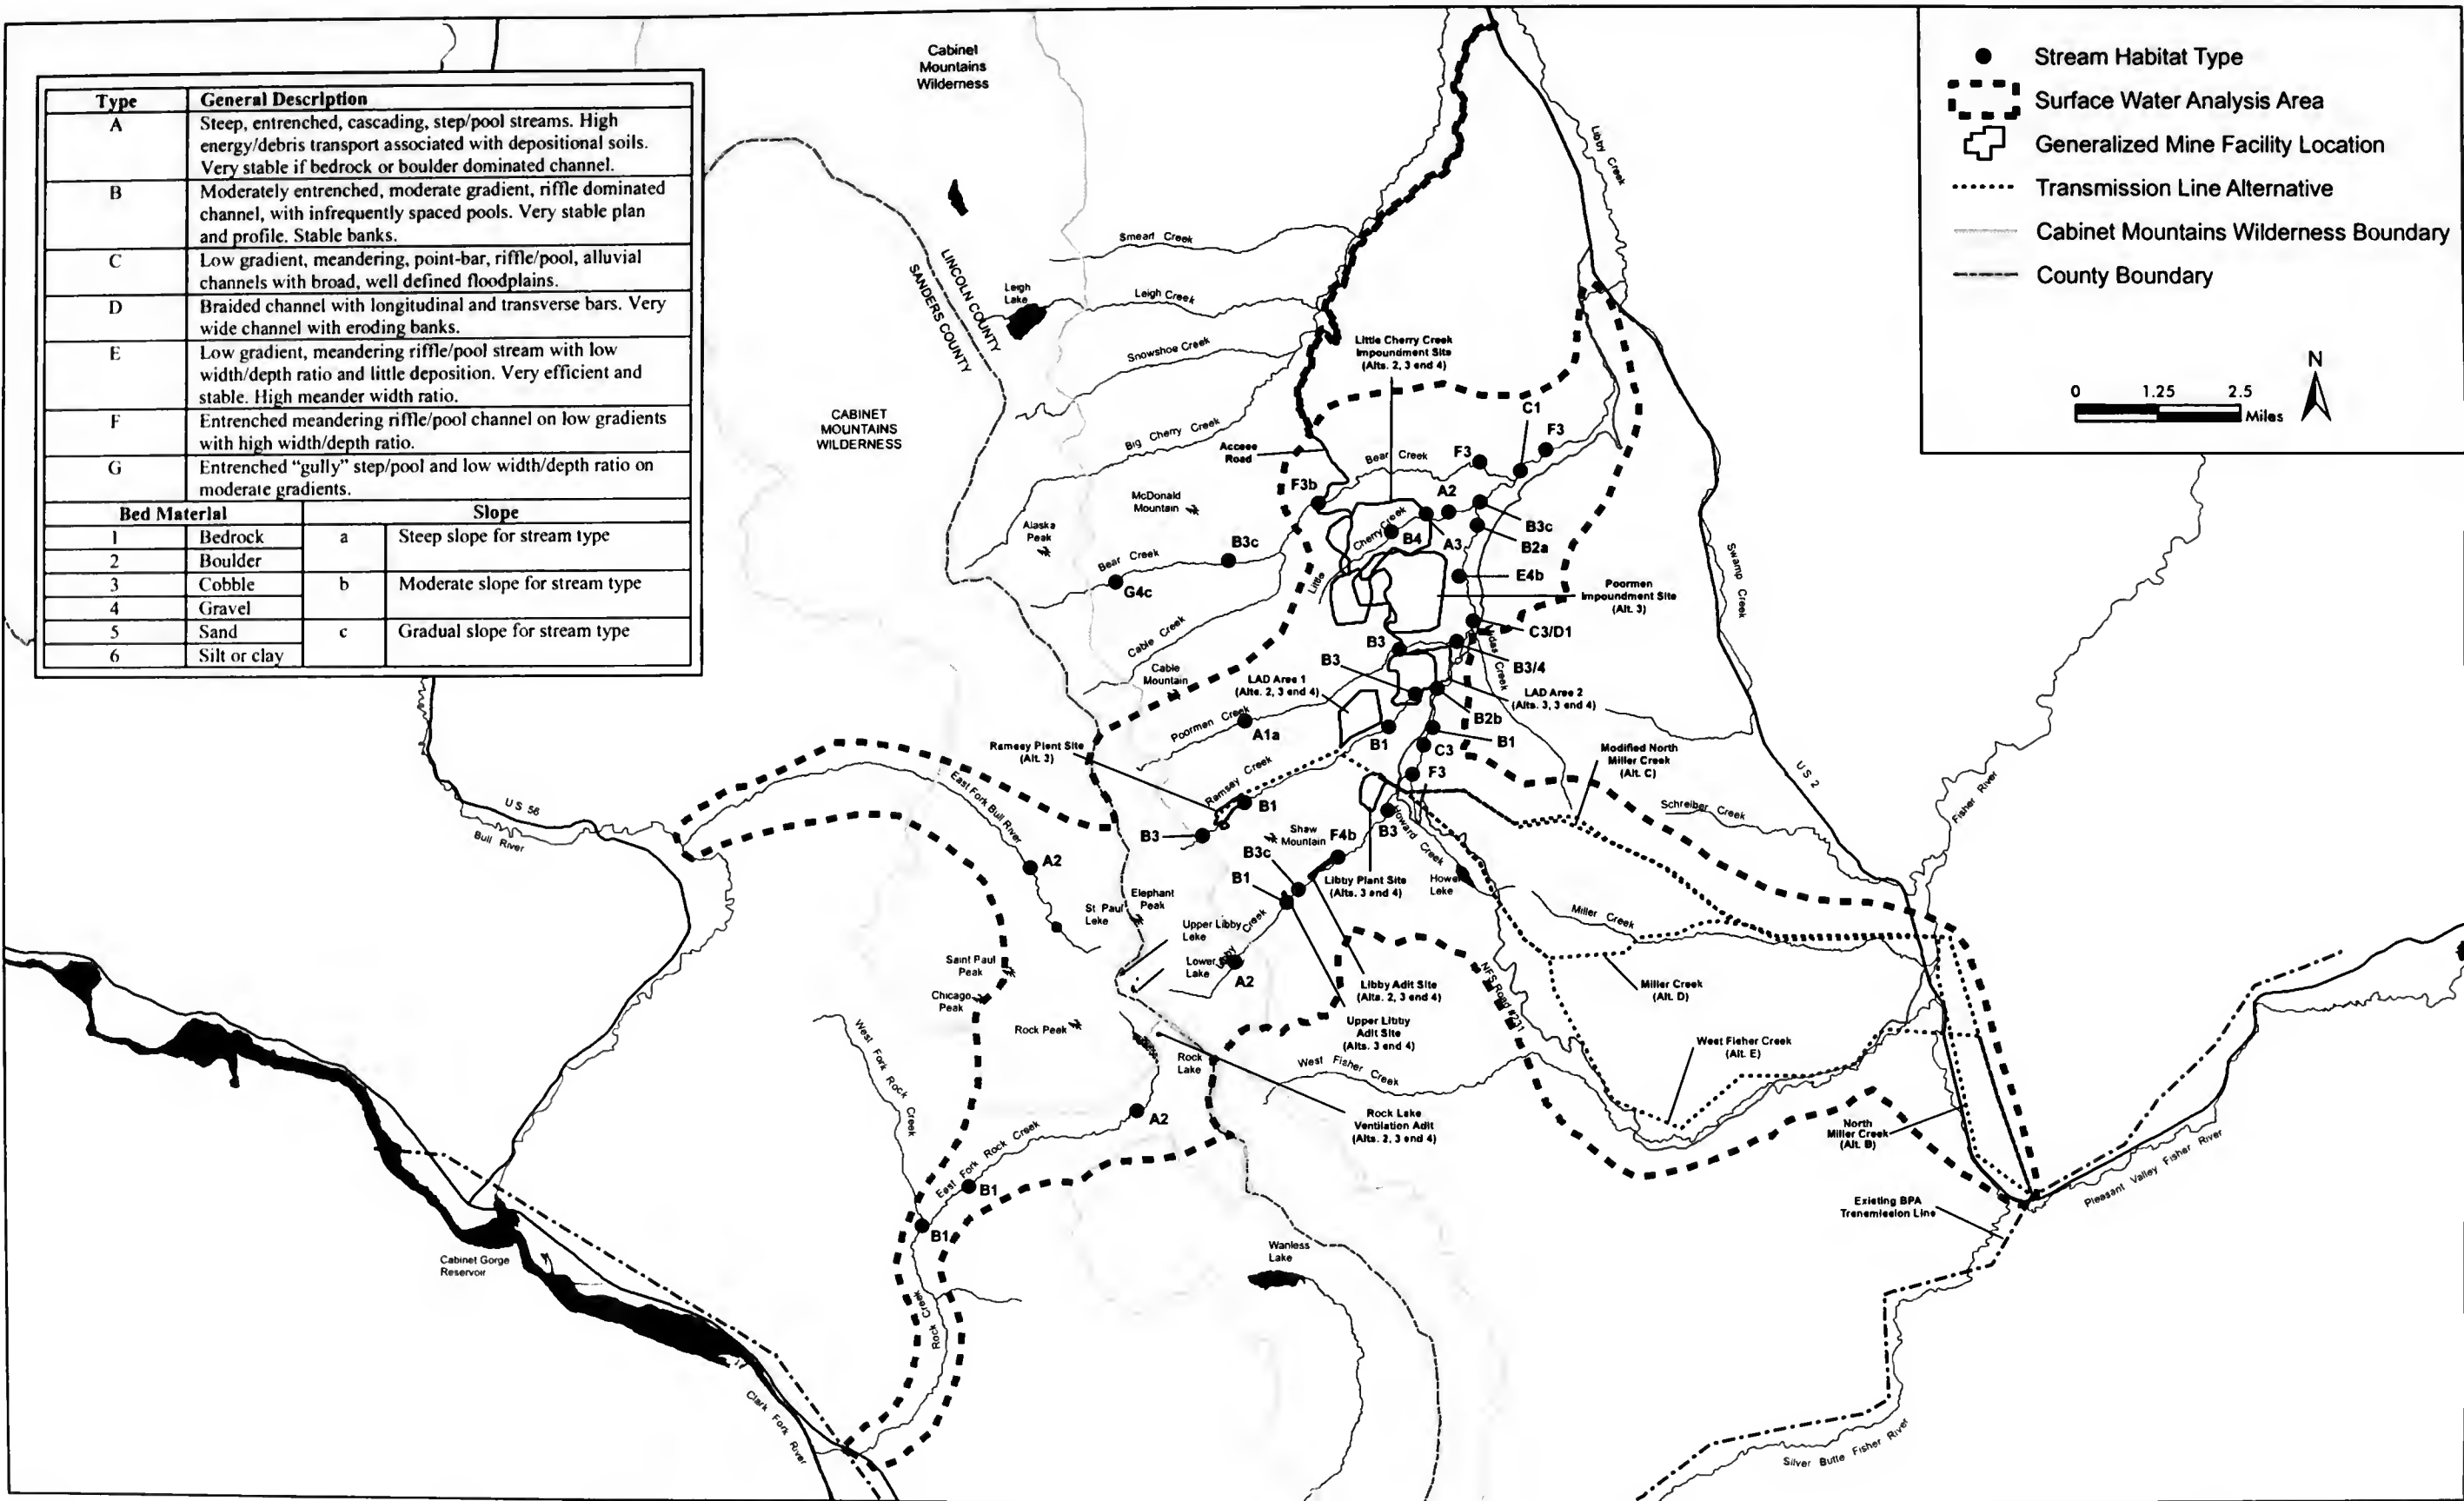 Type General Description
A Steep, entrenched, cascading, step/pool streams. High
energy/debris transport associated with depositional soils.
Very stable if bedrock or boulder dominated channel.
B Moderately entrenched, moderate gradient, riffle dominated
channel, with infrequently spaced pools. Very stable plan
and profile. Stable banks.
C Low gradient, meandering, point-bar, riffle/pool, alluvial
channels with broad, well defined floodplains.
D Braided channel with longitudinal and transverse bars. Very
wide channel with eroding banks.
E Low gradient, meandering riffle/pool stream with low
width/depth ratio and little deposition. Very efficient and
stable. High meander width ratio.
F Entrenched meandering riffle/pool channel on low gradients
with high width/depth ratio.
G Entrenched “gully” step/pool and low width/depth ratio on
moderate gradients.
Bed Material Slope
1 Bedrock a Steep slope for stream type
2 Boulder
3 Cobble b Moderate slope for stream type
4 Gravel
5 Sand c Gradual slope for stream type
6 Silt or clay
Stream Habitat Type
Surface Water Analysis Area
Generalized Mine Facility Location
Transmission Line Alternative
Cabinet Mountains Wilderness Boundary
County Boundary
N
0 1.25 2.5
Miles
Cabinet
Mountains
Wilderness
Libby Creek
Smearl Creek
LINCOLN COUNTY
SANDERS COUNTY
Leigh
Lake
Leigh Creek
Snowshoe Creek
Little Cherry Creek
Impoundment Site
(Alts. 2, 3 and 4)
CABINET
MOUNTAINS
WILDERNESS
Big Cherry Creek
Access
Road
Bear Creek
C1
F3
F3
F3b
A2
McDonald
Mountain
Alaska
Peak
B3c
Little Cherry Creek
B4
A3
B3c
B2a
Bear Creek
G4c
E4b
Poormen
Impoundment Site
(Alt. 3)
Swamp Creek
C3/D1
Cable Creek
B3
B3/4
Midas Creek
Cable
Mountain
B3
LAD Area 1
(Alts. 2, 3 and 4)
LAD Area 2
(Alts. 3, 3 and 4)
Poormen Creek
A1a
B2b
B1
B1
C3
Ramsey Plant Site
(Alt. 3)
Modified North
Miller Creek
(Alt. C)
Ramsey Creek
F3
US 2
East Fork Bull River
B1
Schreiber Creek
Fisher River
US 56
Bull River
B3
Shaw
Mountain
F4b
B3
Howard Creek
B3c
A2
B1
Libby Plant Site
(Alts. 3 and 4)
Howard
Lake
St Paul
Lake
Elephant
Peak
Upper Libby
Lake
Miller Creek
Saint Paul
Peak
Lower
Lake
A2
Libby Adit Site
(Alts. 2, 3 and 4)
NFS Road #231
Miller Creek
(Alt. D)
Chicago
Peak
Rock Peak
Upper Libby
Adit Site
(Alts. 3 and 4)
West Fork Rock Creek
Rock
Lake
West Fisher Creek
West Fisher Creek
(Alt. E)
A2
Rock Lake
Ventilation Adit
(Alts. 2, 3 and 4)
North
Miller Creek
(Alt. B)
East Fork Rock Creek
B1
Existing BPA
Transmission Line
Pleasant Valley Fisher River
B1
Cabinet Gorge
Reservoir
Wanless
Lake
Rock Creek
Clark Fork River
Silver Butte Fisher River